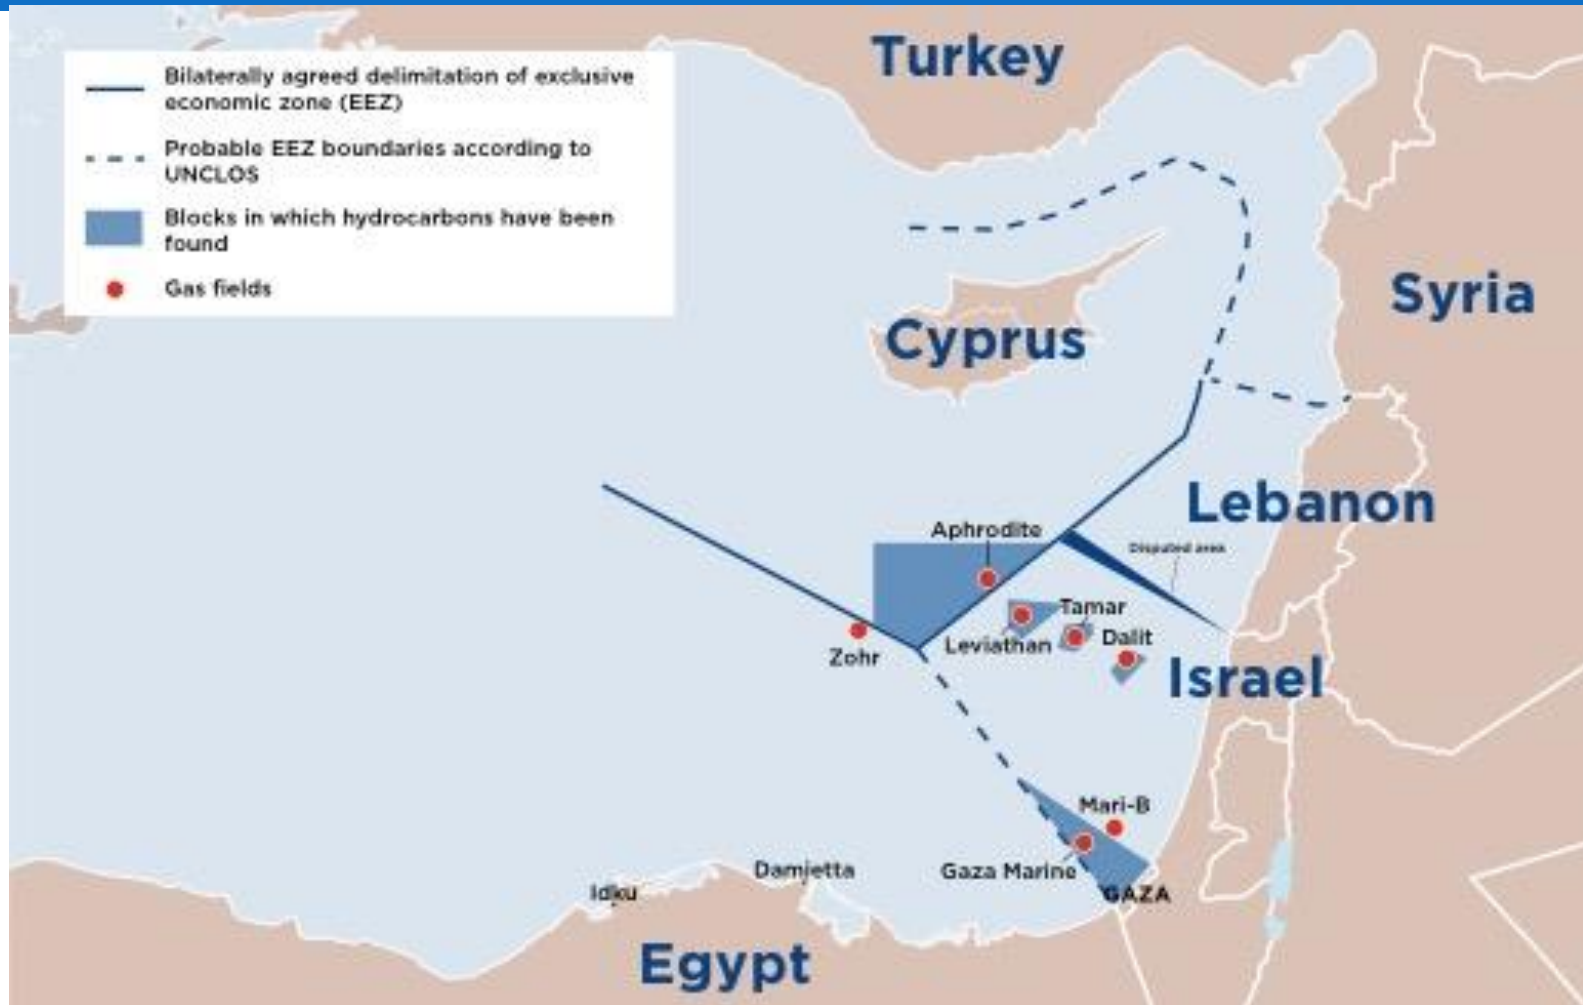 Turkey
Bilaterally agreed delimitation of exclusive
economic zone (EEZ)
Probable EEZ boundaries according to
UNCLOS
Blocks in which hydrocarbons have been
found
Gas fields
Syria
Cyprus
Lebanon
Aphrodite
Disputed area
Tamar
Leviathan
Dalit
Zohr
Israel
Mari-B
Gaza Marine
Damietta
Idku
GAZA
Egypt